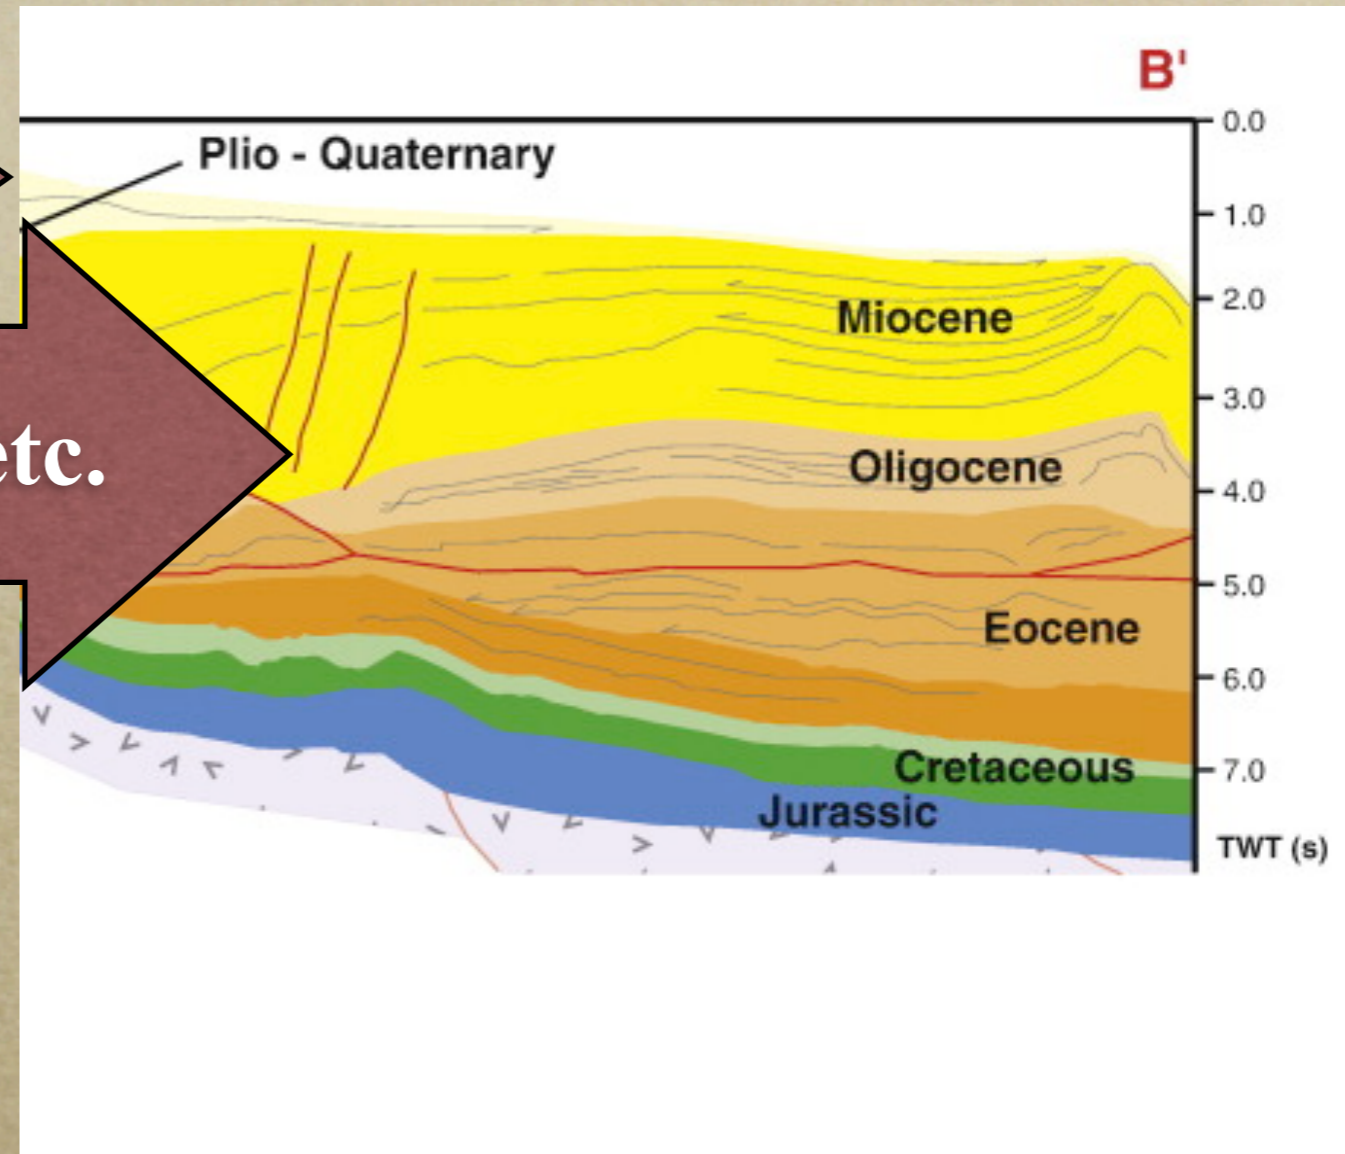 B'
0.0
Plio - Quaternary
1.0
2.0
Miocene
3.0
etc.
Oligocene
4.0
5.0
Eocene
6.0
Cretaceous
7.0
Jurassic
TWT (s)